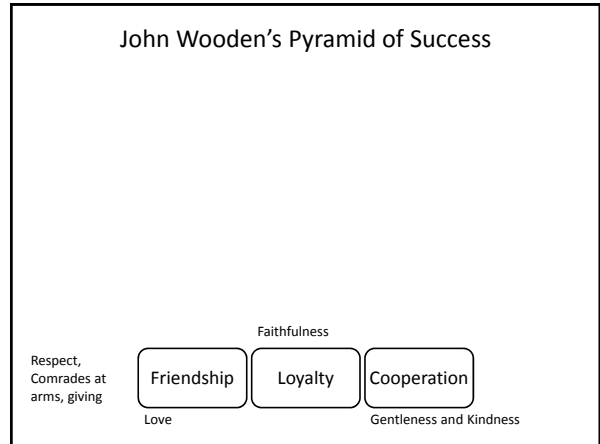 John Wooden's Pyramid of Success
Faithfulness
Respect,
Comrades at
arms, giving
Friendship Loyalty Cooperation
Love Gentleness and Kindness